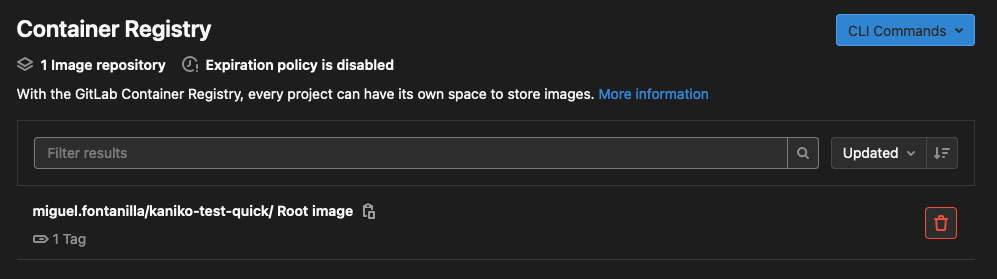 Container Registry
CLI Commands
1 Image repository Expiration policy is disabled
With the GitLab Container Registry, every project can have its own space to store images. More information
Filter results
Updated
miguel.fontanilla/kaniko-test-quick/ Root image
1 Tag